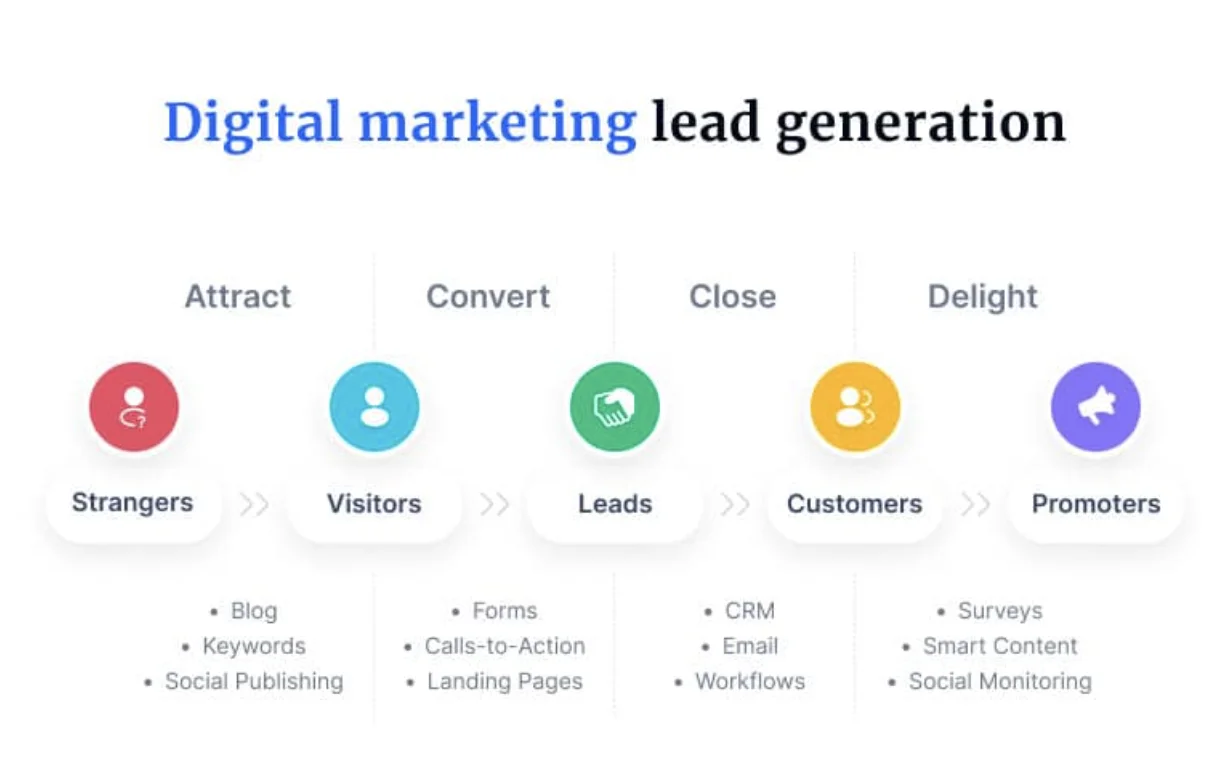 Digital marketing lead generation
Attract
Convert
Close
Delight
?
Strangers
Visitors
Leads
Customers
Promoters
• Blog
• Keywords
• Social Publishing
• Forms
• Calls-to-Action
• Landing Pages
• CRM
• Email
• Workflows
• Surveys
• Smart Content
• Social Monitoring